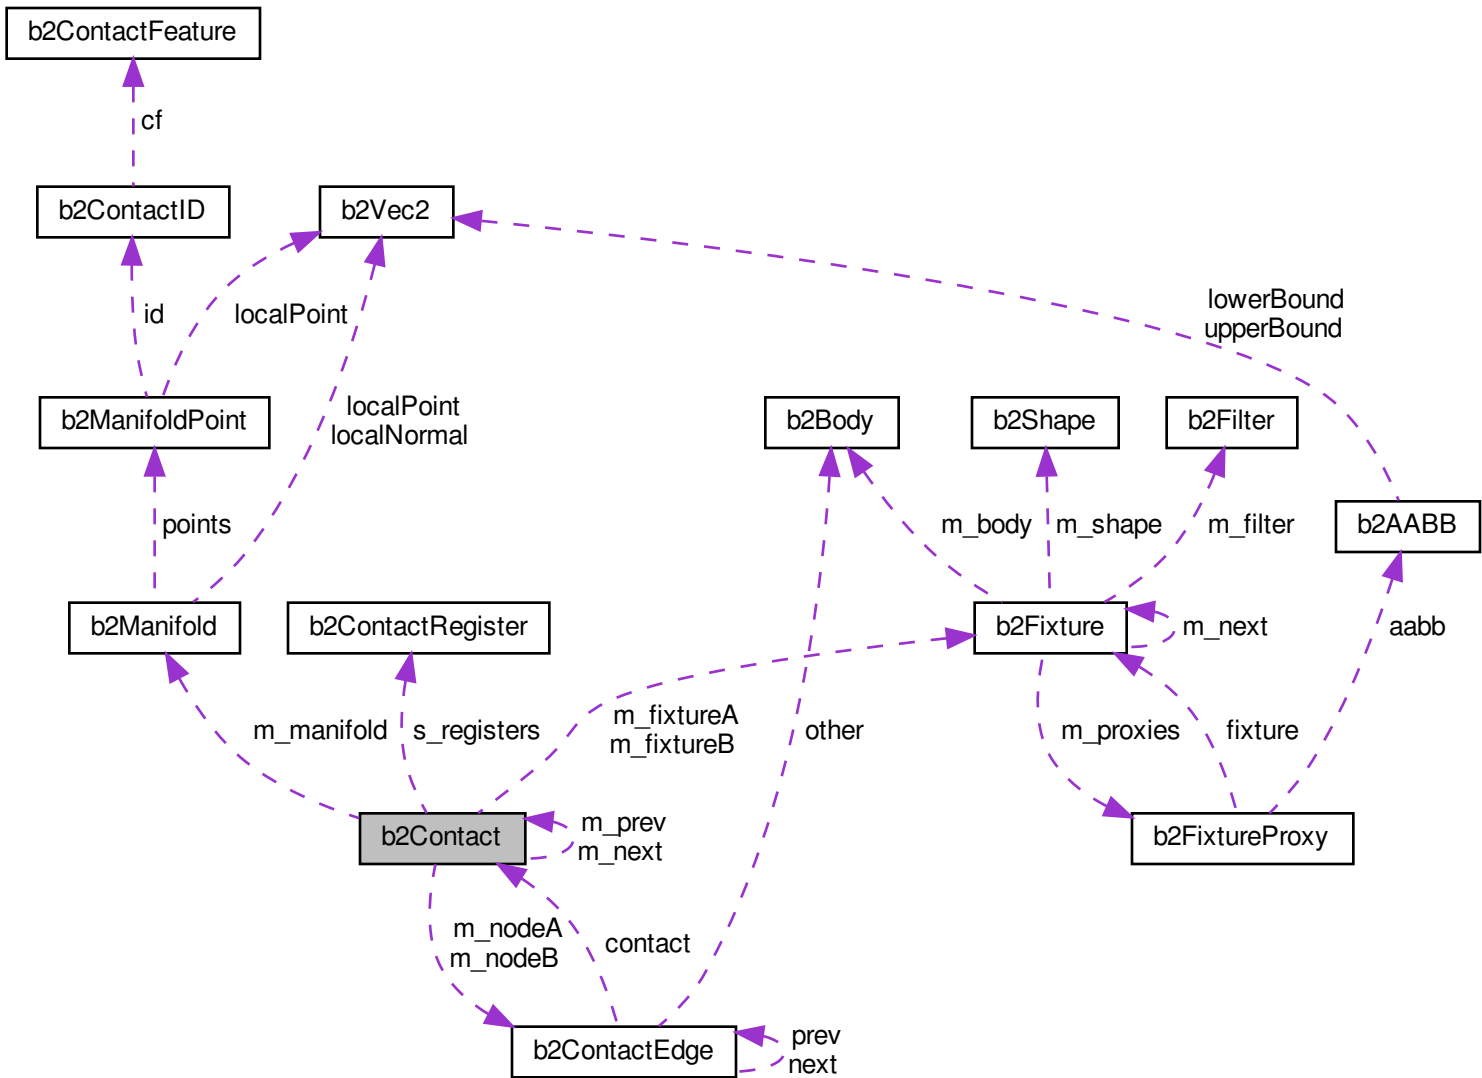 b2ContactFeature
cf
b2ContactID
b2Vec2
id
localPoint
lowerBound
upperBound
b2ManifoldPoint
localPoint
localNormal
b2Body
b2Shape
b2Filter
points
m_body
m_shape
m_filter
b2AABB
b2Manifold
b2ContactRegister
b2Fixture
m_next
aabb
m_manifold
s_registers
m_fixtureA
m_fixtureB
other
m_proxies
fixture
b2Contact
m_prev
m_next
b2FixtureProxy
m_nodeA
m_nodeB
contact
b2ContactEdge
prev
next